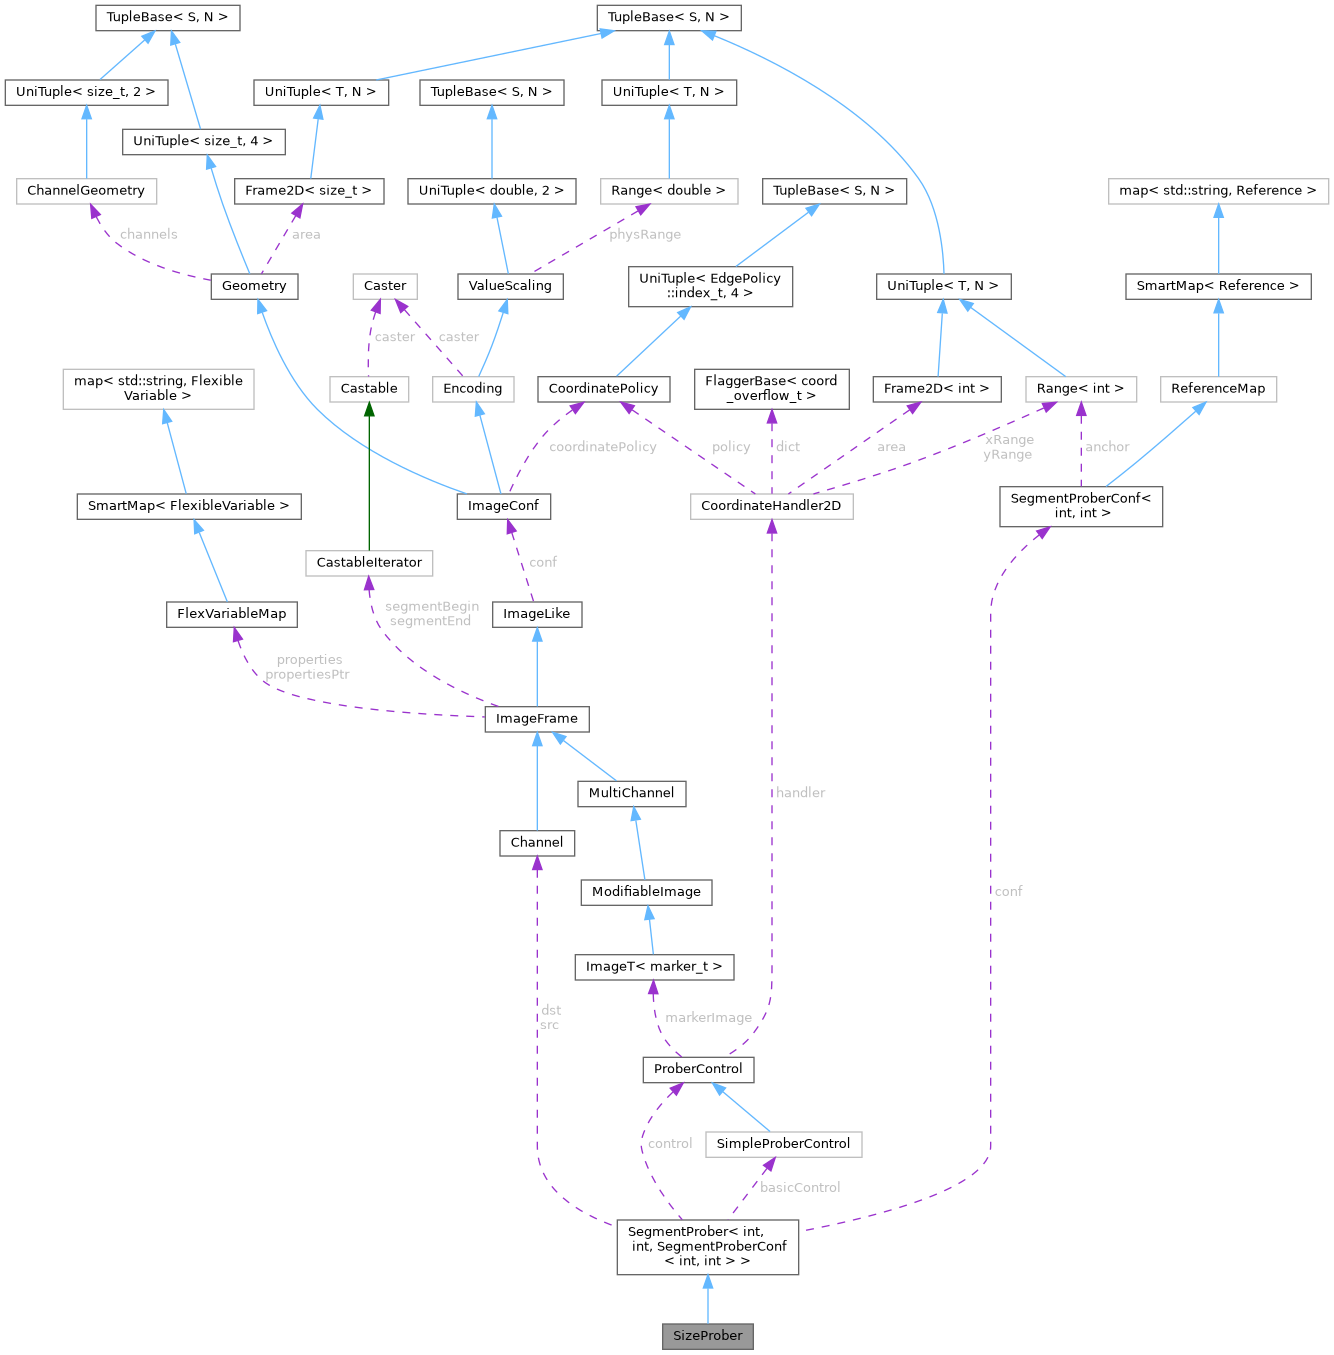 TupleBase< S, N >
TupleBase< S, N >
UniTuple< size_t, 2 >
UniTuple< T, N >
TupleBase< S, N >
UniTuple< T, N >
UniTuple< size_t, 4 >
ChannelGeometry
Frame2D< size_t >
UniTuple< double, 2 >
Range< double >
TupleBase< S, N >
map< std::string, Reference >
channels
area
physRange
Geometry
Caster
ValueScaling
UniTuple< EdgePolicy
::index_t, 4 >
UniTuple< T, N >
SmartMap< Reference >
caster
caster
map< std::string, Flexible
Variable >
Castable
Encoding
CoordinatePolicy
FlaggerBase< coord
_overflow_t >
Frame2D< int >
Range< int >
ReferenceMap
coordinatePolicy
policy
dict
area
xRange
yRange
anchor
SmartMap< FlexibleVariable >
ImageConf
CoordinateHandler2D
SegmentProberConf<
int, int >
CastableIterator
conf
FlexVariableMap
segmentBegin
segmentEnd
ImageLike
properties
propertiesPtr
ImageFrame
MultiChannel
handler
Channel
ModifiableImage
conf
ImageT< marker_t >
dst
src
markerImage
ProberControl
control
SimpleProberControl
basicControl
SegmentProber< int,
int, SegmentProberConf
< int, int > >
SizeProber